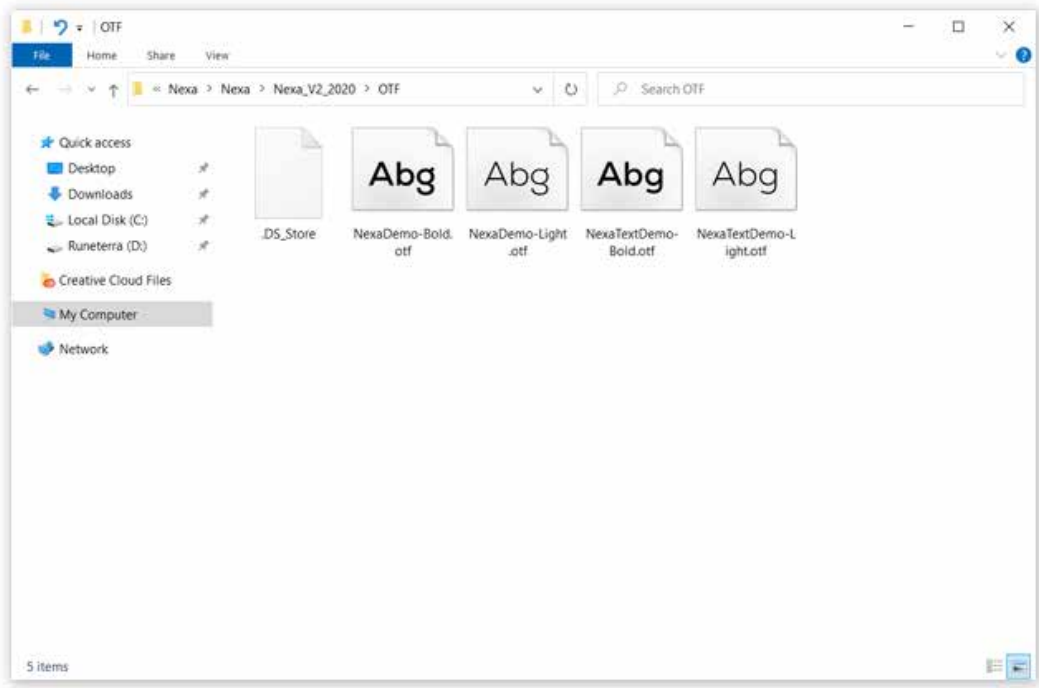 OTF
File Home Share View
« Nexa > Nexa > Nexa_V2_2020 > OTF
Search OTF
Quick access
Desktop
Downloads
Local Disk (C:)
Runeterra (D:)
Creative Cloud Files
My Computer
Network
Abg Abg Abg Abg
.DS_Store NexaDemo-Bold. NexaDemo-Light NexaTextDemo- NexaTextDemo-L
otf .otf Bold.otf ight.otf
5 items